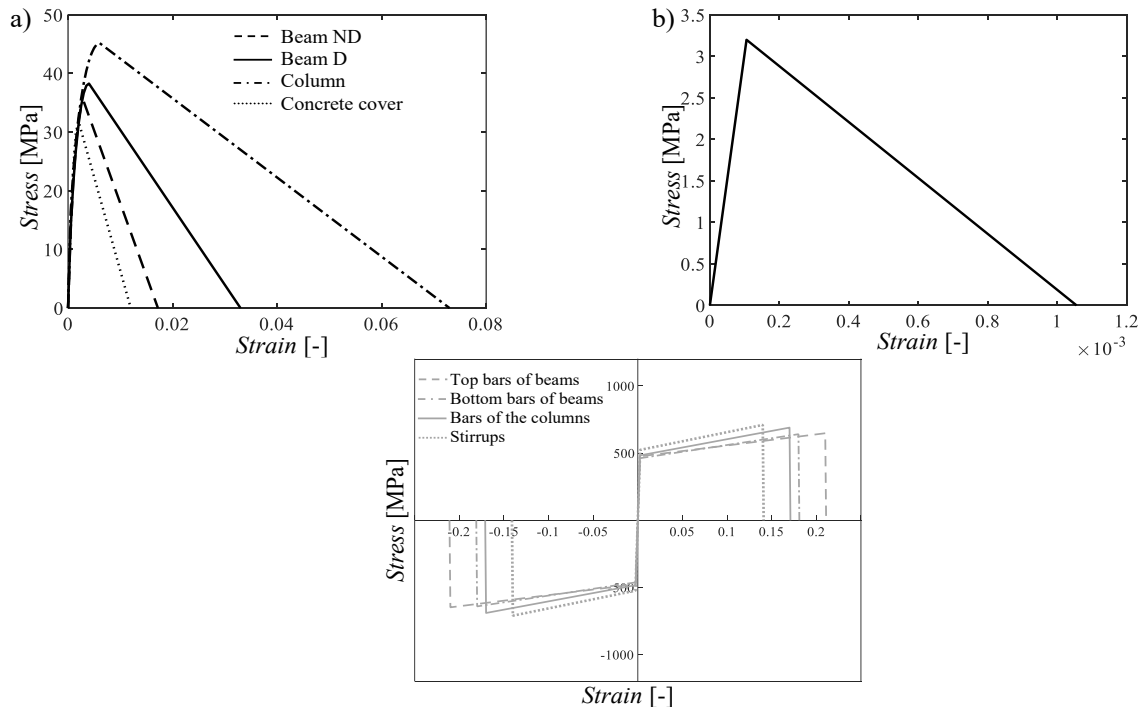 a)
50
40
30
20
10
0
Stress [MPa]
Beam ND
Beam D
Column
Concrete cover
0
0.02
0.04
0.06
0.08
Strain [-]
b)
3.5
3
2.5
2
1.5
1
0.5
0
Stress [MPa]
0
0.2
0.4
0.6
0.8
1
1.2
×10⁻³
Strain [-]
Top bars of beams
Bottom bars of beams
Bars of the columns
Stirrups
1000
500
Stress [MPa]
-0.2
-0.15
-0.1
-0.05
0.05
0.1
0.15
0.2
-500
-1000
Strain [-]